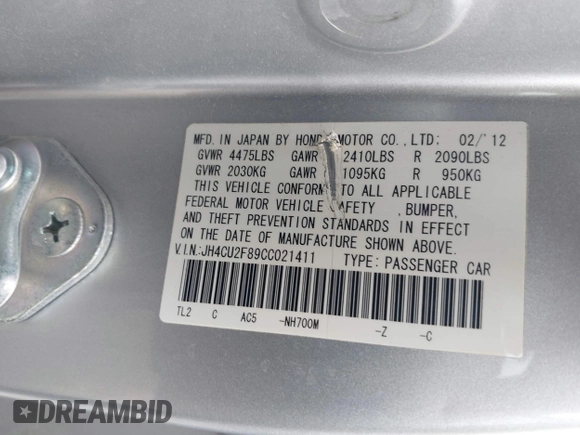 MFD. IN JAPAN BY HOND MOTOR CO., LTD: 02/'12
GVWR 4475LBS GAWR 2410LBS R 2090LBS
GVWR 2030KG GAWR 1095KG R 950KG
THIS VEHICLE CONFORM TO ALL APPLICABLE
FEDERAL MOTOR VEHICLE SAFETY , BUMPER,
AND THEFT PREVENTION STANDARDS IN EFFECT
ON THE DATE OF MANUFACTURE SHOWN ABOVE.
V.I.N.:JH4CU2F89CC021411 TYPE: PASSENGER CAR
TL2 C AC5 -NH700M -Z -C
DREAMBID